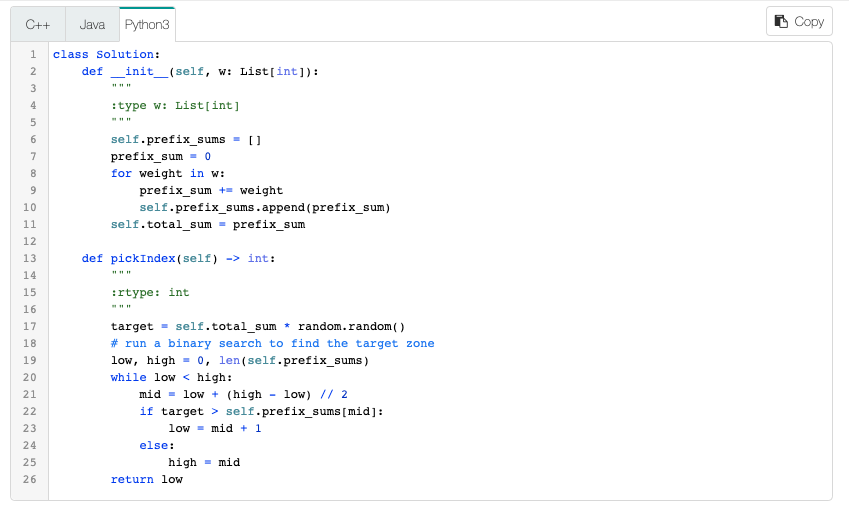 C++ Java Python3 Copy
1 class Solution:
2     def __init__(self, w: List[int]):
3         """
4         :type w: List[int]
5         """
6         self.prefix_sums = []
7         prefix_sum = 0
8         for weight in w:
9             prefix_sum += weight
10             self.prefix_sums.append(prefix_sum)
11         self.total_sum = prefix_sum
12
13     def pickIndex(self) -> int:
14         """
15         :rtype: int
16         """
17         target = self.total_sum * random.random()
18         # run a binary search to find the target zone
19         low, high = 0, len(self.prefix_sums)
20         while low < high:
21             mid = low + (high - low) // 2
22             if target > self.prefix_sums[mid]:
23                 low = mid + 1
24             else:
25                 high = mid
26         return low